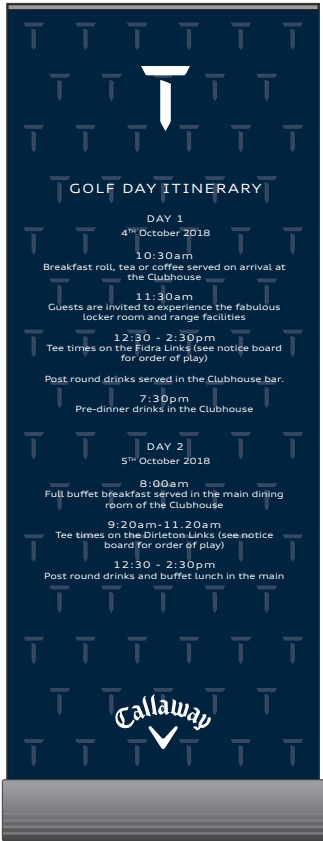 GOLF DAY ITINERARY
DAY 1
4TH October 2018
10:30am
Breakfast roll, tea or coffee served on arrival at
the Clubhouse
11:30am
Guests are invited to experience the fabulous
locker room and range facilities
12:30 - 2:30pm
Tee times on the Fidra Links (see notice board
for order of play)
Post round drinks served in the Clubhouse bar.
7:30pm
Pre-dinner drinks in the Clubhouse
DAY 2
5TH October 2018
8:00am
Full buffet breakfast served in the main dining
room of the Clubhouse
9:20am-11.20am
Tee times on the Dirleton Links (see notice
board for order of play)
12:30 - 2:30pm
Post round drinks and buffet lunch in the main
Callaway